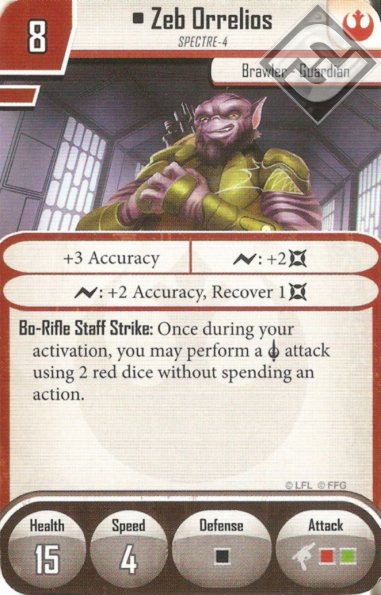 8
Zeb Orrelios
SPECTRE-4
Brawler - Guardian
+3 Accuracy
: +2
: +2 Accuracy, Recover 1
Bo-Rifle Staff Strike: Once during your
activation, you may perform a attack
using 2 red dice without spending an
action.
© LFL © FFG
Health
Speed
Defense
Attack
15
4